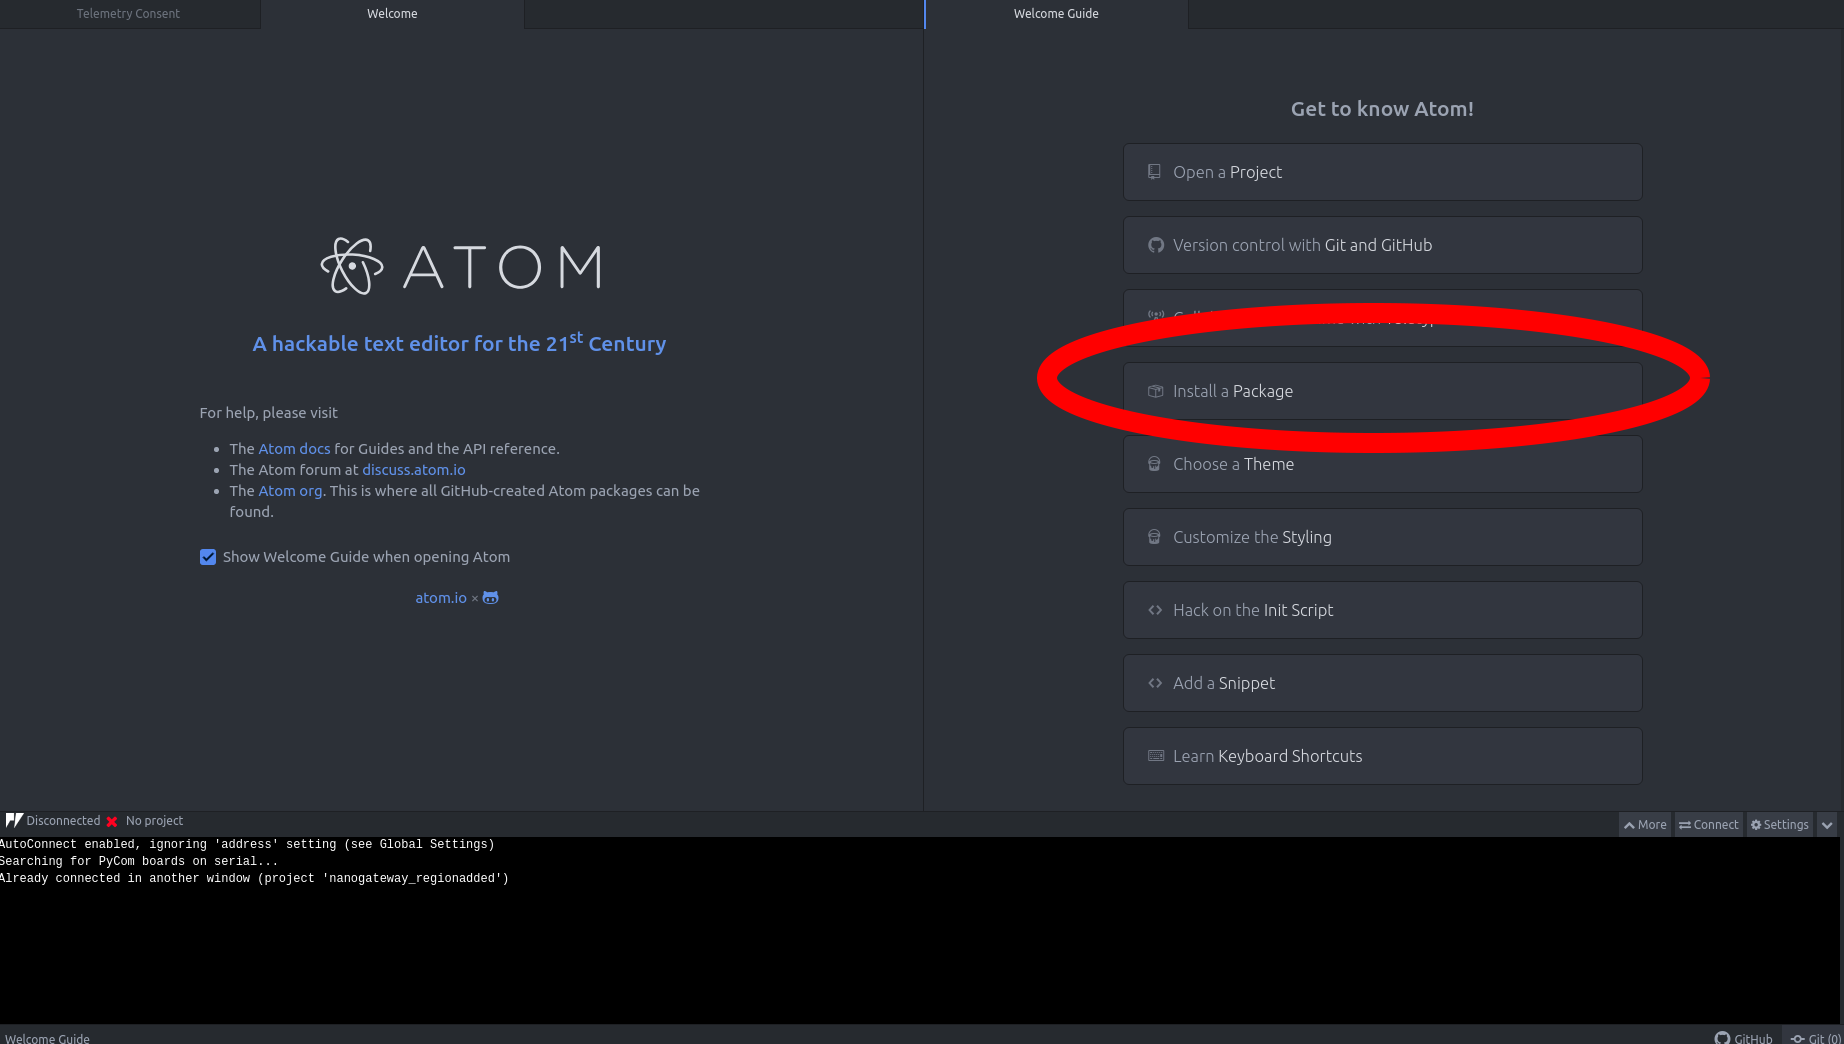 Telemetry Consent
Welcome
Welcome Guide
ATOM
A hackable text editor for the 21st Century
For help, please visit
The Atom docs for Guides and the API reference.
The Atom forum at discuss.atom.io
The Atom org. This is where all GitHub-created Atom packages can be
found.
Show Welcome Guide when opening Atom
atom.io ×
Get to know Atom!
Open a Project
Version control with Git and GitHub
with
Install a Package
Choose a Theme
Customize the Styling
Hack on the Init Script
Add a Snippet
Learn Keyboard Shortcuts
Disconnected No project
More Connect Settings
AutoConnect enabled, ignoring 'address' setting (see Global Settings)
Searching for PyCom boards on serial...
Already connected in another window (project 'nanogateway_regionadded')
Welcome Guide
GitHub Git (0)